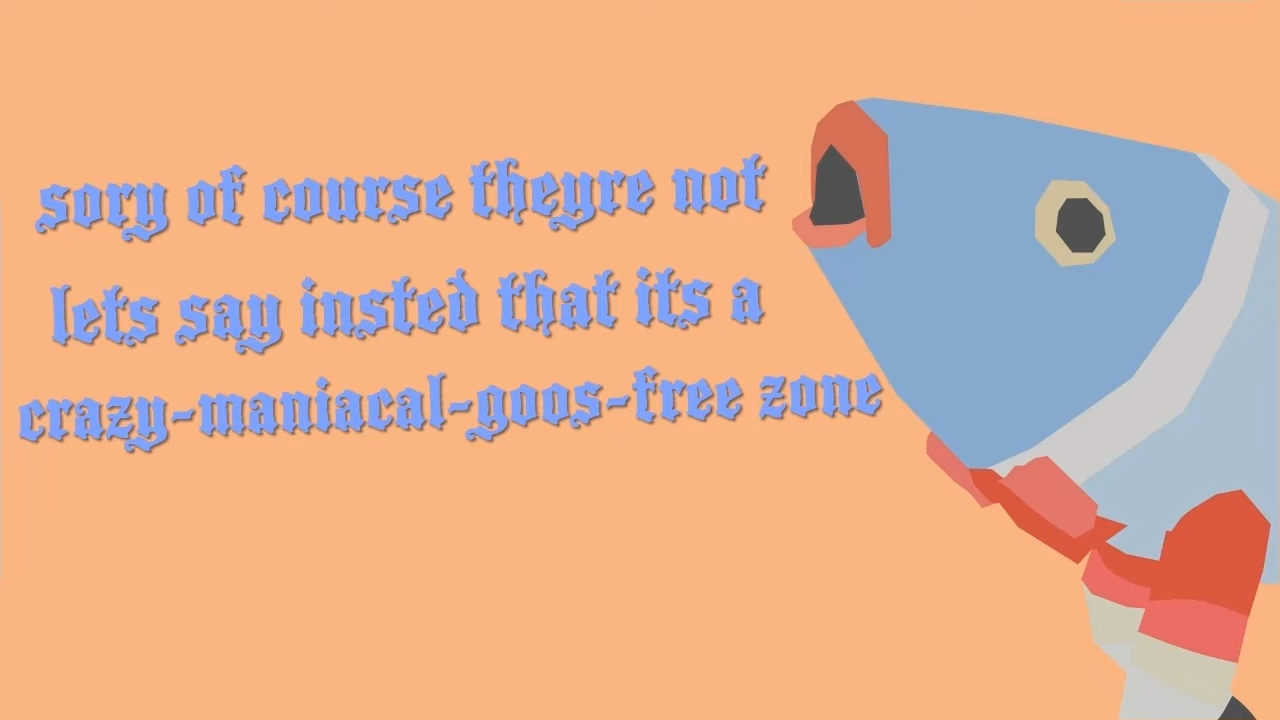 sory of course theyre not
lets say insted that its a
crazy-maniacal-goos-free zone